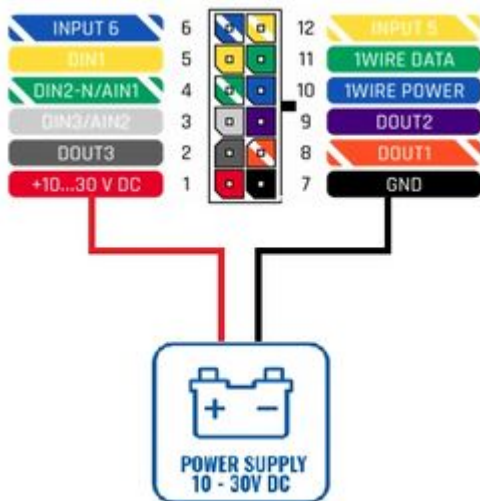 INPUT 6 6 12 INPUT 5
DIN1 5 11 1WIRE DATA
DIN2-N/AIN1 4 10 1WIRE POWER
DIN3/AIN2 3 9 DOUT2
DOUT3 2 8 DOUT1
+10...30 V DC 1 7 GND
+ −
POWER SUPPLY
10 - 30V DC